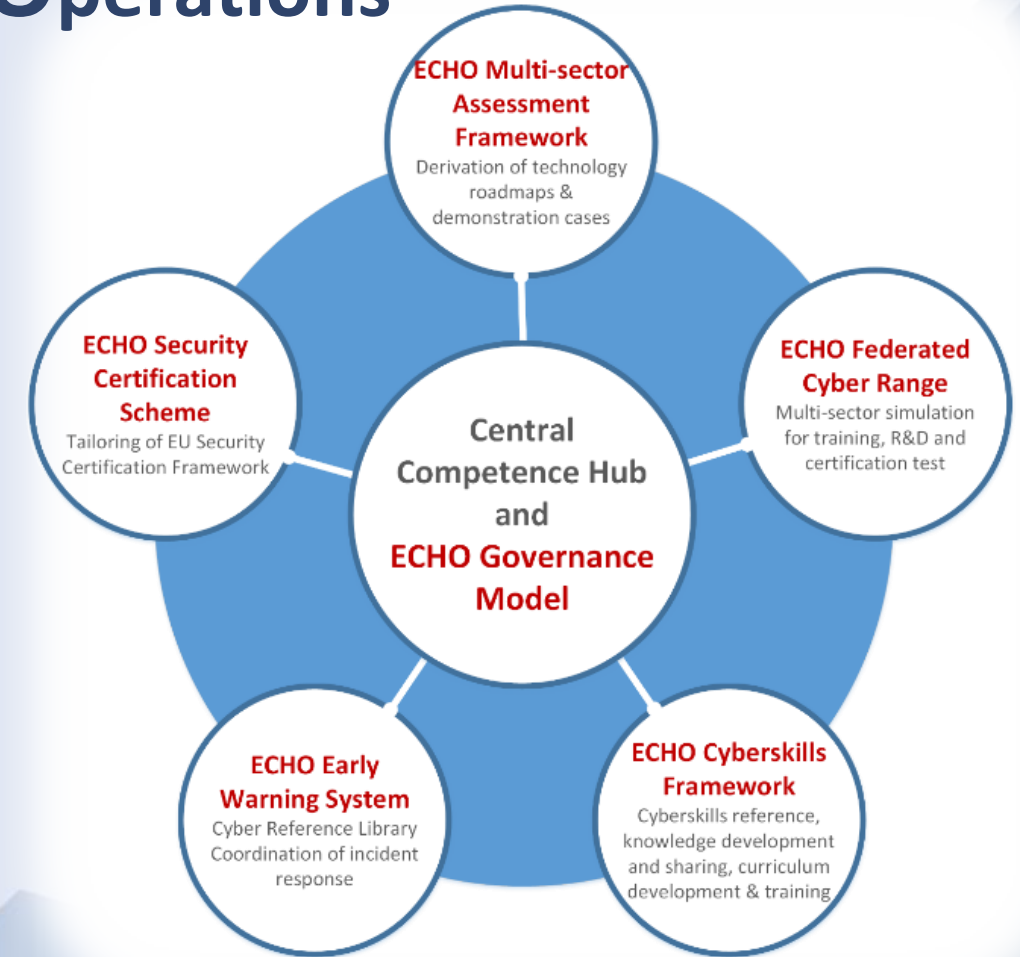 Operations
ECHO Multi-sector
Assessment
Framework
Derivation of technology
roadmaps &
demonstration cases
ECHO Security
Certification
Scheme
Tailoring of EU Security
Certification Framework
ECHO Federated
Cyber Range
Multi-sector simulation
for training, R&D and
certification test
Central
Competence Hub
and
ECHO Governance
Model
ECHO Early
Warning System
Cyber Reference Library
Coordination of incident
response
ECHO Cyberskills
Framework
Cyberskills reference,
knowledge development
and sharing, curriculum
development & training